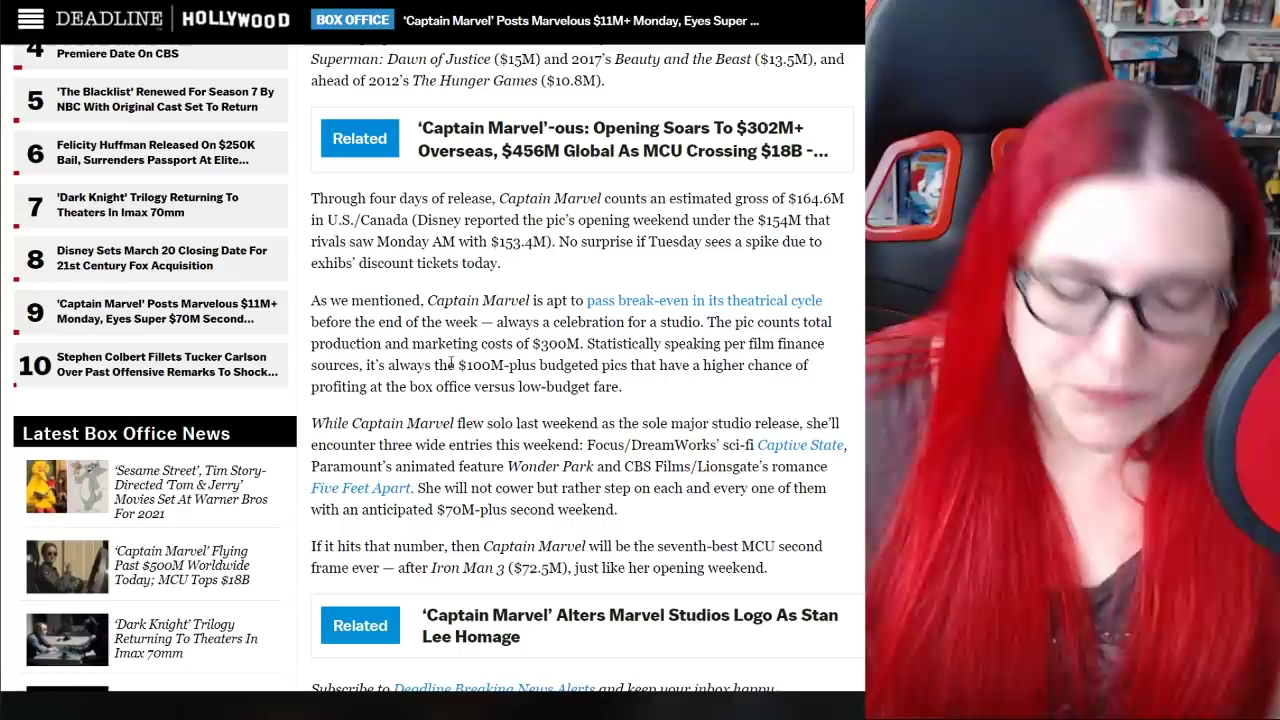 DEADLINE | HOLLYWOOD
BOX OFFICE
‘Captain Marvel’ Posts Marvelous $11M+ Monday, Eyes Super ...
4
Premiere Date On CBS
5
'The Blacklist' Renewed For Season 7 By
NBC With Original Cast Set To Return
6
Felicity Huffman Released On $250K
Bail, Surrenders Passport At Elite...
7
'Dark Knight' Trilogy Returning To
Theaters In Imax 70mm
8
Disney Sets March 20 Closing Date For
21st Century Fox Acquisition
9
'Captain Marvel' Posts Marvelous $11M+
Monday, Eyes Super $70M Second...
10
Stephen Colbert Fillets Tucker Carlson
Over Past Offensive Remarks To Shock...
Latest Box Office News
‘Sesame Street’, Tim Story-
Directed ‘Tom & Jerry’
Movies Set At Warner Bros
For 2021
‘Captain Marvel’ Flying
Past $500M Worldwide
Today; MCU Tops $18B
‘Dark Knight’ Trilogy
Returning To Theaters In
Imax 70mm
Superman: Dawn of Justice ($15M) and 2017’s Beauty and the Beast ($13.5M), and
ahead of 2012’s The Hunger Games ($10.8M).
Related
‘Captain Marvel’-ous: Opening Soars To $302M+
Overseas, $456M Global As MCU Crossing $18B -...
Through four days of release, Captain Marvel counts an estimated gross of $164.6M
in U.S./Canada (Disney reported the pic’s opening weekend under the $154M that
rivals saw Monday AM with $153.4M). No surprise if Tuesday sees a spike due to
exhibs’ discount tickets today.
As we mentioned, Captain Marvel is apt to pass break-even in its theatrical cycle
before the end of the week — always a celebration for a studio. The pic counts total
production and marketing costs of $300M. Statistically speaking per film finance
sources, it’s always the $100M-plus budgeted pics that have a higher chance of
profiting at the box office versus low-budget fare.
While Captain Marvel flew solo last weekend as the sole major studio release, she’ll
encounter three wide entries this weekend: Focus/DreamWorks’ sci-fi Captive State,
Paramount’s animated feature Wonder Park and CBS Films/Lionsgate’s romance
Five Feet Apart. She will not cower but rather step on each and every one of them
with an anticipated $70M-plus second weekend.
If it hits that number, then Captain Marvel will be the seventh-best MCU second
frame ever — after Iron Man 3 ($72.5M), just like her opening weekend.
Related
‘Captain Marvel’ Alters Marvel Studios Logo As Stan
Lee Homage
Subscribe to Deadline Breaking News Alerts and keep your inbox happy.